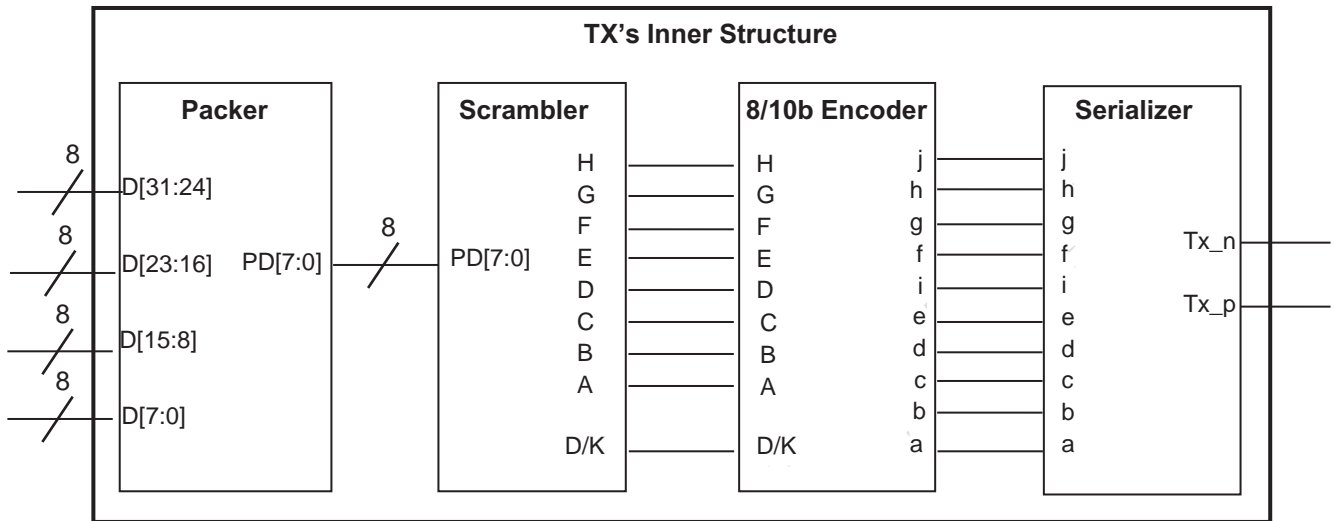 TX's Inner Structure
Packer
8
D[31:24]
8
D[23:16]
PD[7:0]
8
D[15:8]
8
D[7:0]
8
Scrambler
PD[7:0]
H
G
F
E
D
C
B
A
D/K
8/10b Encoder
H
G
F
E
D
C
B
A
D/K
j
h
g
f
i
e
d
c
b
a
Serializer
j
h
g
f
i
e
d
c
b
a
Tx_n
Tx_p